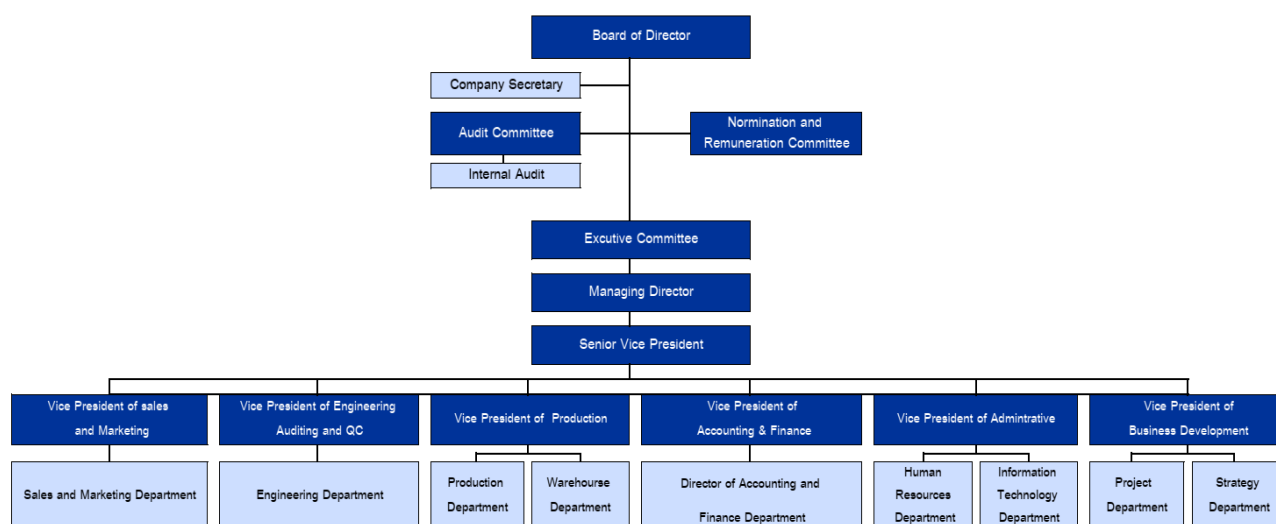 Board of Director
Company Secretary
Audit Committee
Normination and
Remuneration Committee
Internal Audit
Excutive Committee
Managing Director
Senior Vice President
Vice President of sales
and Marketing
Vice President of Engineering
Auditing and QC
Vice President of Production
Vice President of
Accounting & Finance
Vice President of Admintrative
Vice President of
Business Development
Sales and Marketing Department
Engineering Department
Production
Department
Warehourse
Department
Director of Accounting and
Finance Department
Human
Resources
Department
Information
Technology
Department
Project
Department
Strategy
Department